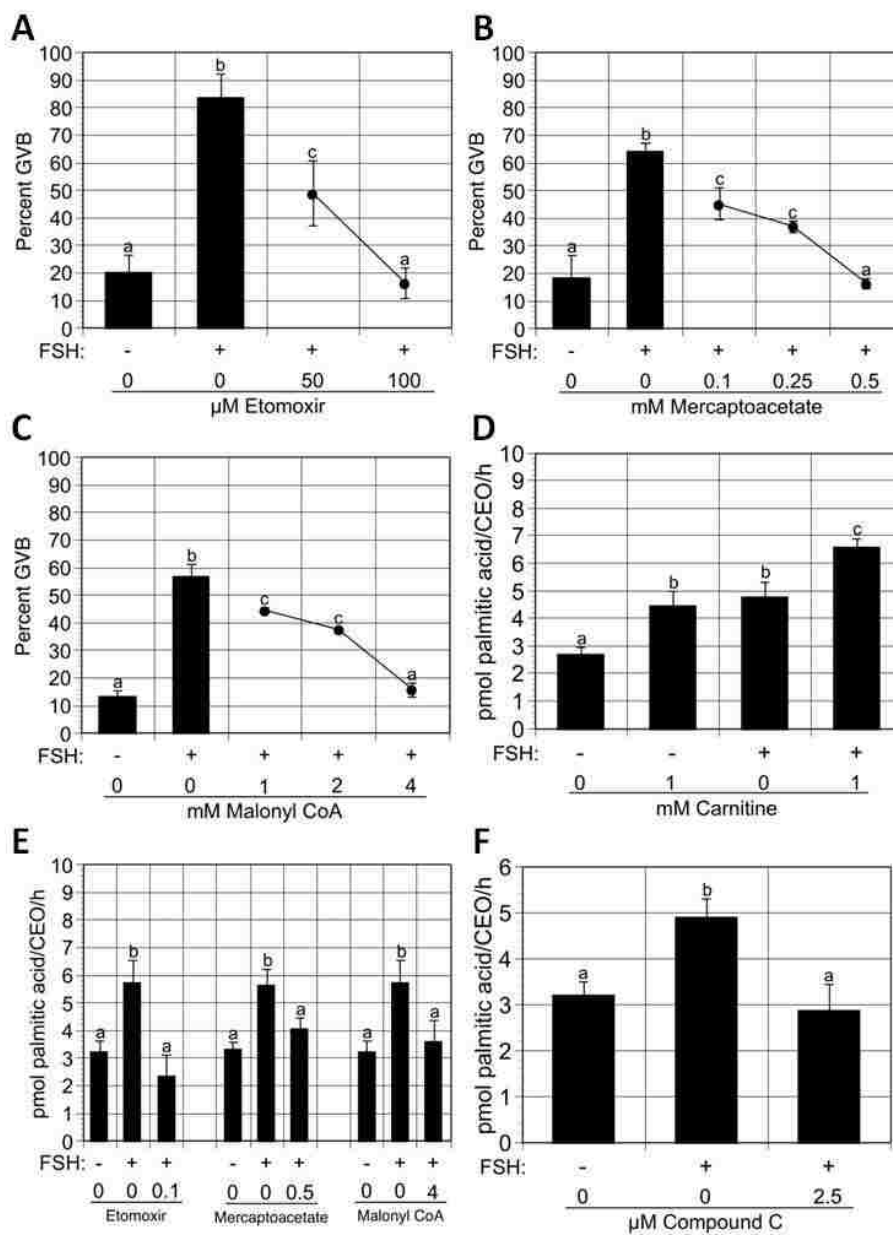 A
Percent GVB
100
90
80
70
60
50
40
30
20
10
0
a
b
c
a
FSH: - + + +
0 0 50 100
µM Etomoxir
B
Percent GVB
100
90
80
70
60
50
40
30
20
10
0
a
b
c
c
a
FSH: - + + + +
0 0 0.1 0.25 0.5
mM Mercaptoacetate
C
Percent GVB
100
90
80
70
60
50
40
30
20
10
0
a
b
c
c
a
FSH: - + + + +
0 0 1 2 4
mM Malonyl CoA
D
pmol palmitic acid/CEO/h
10
9
8
7
6
5
4
3
2
1
0
a
b
b
c
FSH: - - + +
0 1 0 1
mM Carnitine
E
pmol palmitic acid/CEO/h
10
9
8
7
6
5
4
3
2
1
0
a b a a b a a b a
FSH: - + + - + + - + +
0 0 0.1 0 0 0.5 0 0 4
Etomoxir Mercaptoacetate Malonyl CoA
F
pmol palmitic acid/CEO/h
6
5
4
3
2
1
0
a
b
a
FSH: - + +
0 0 2.5
µM Compound C